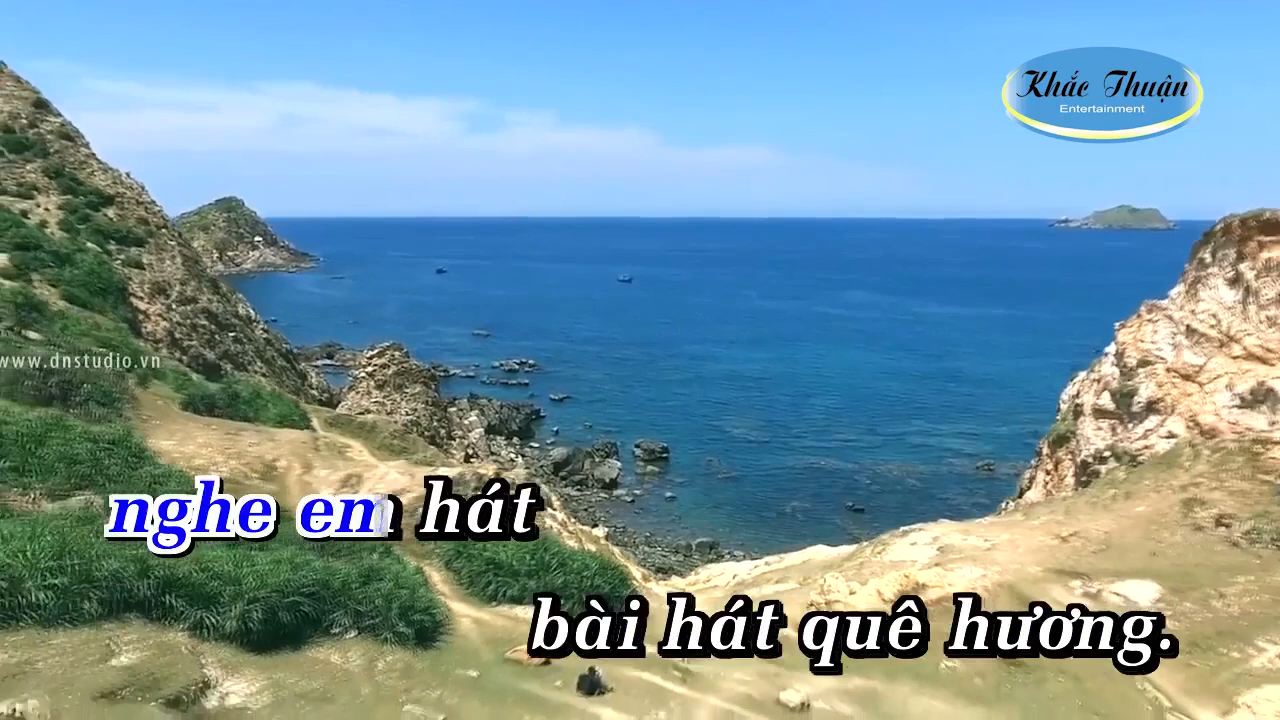 Khắc Thuận
Entertainment
www.dnstudio.vn
nghe em hát
bài hát quê hương.